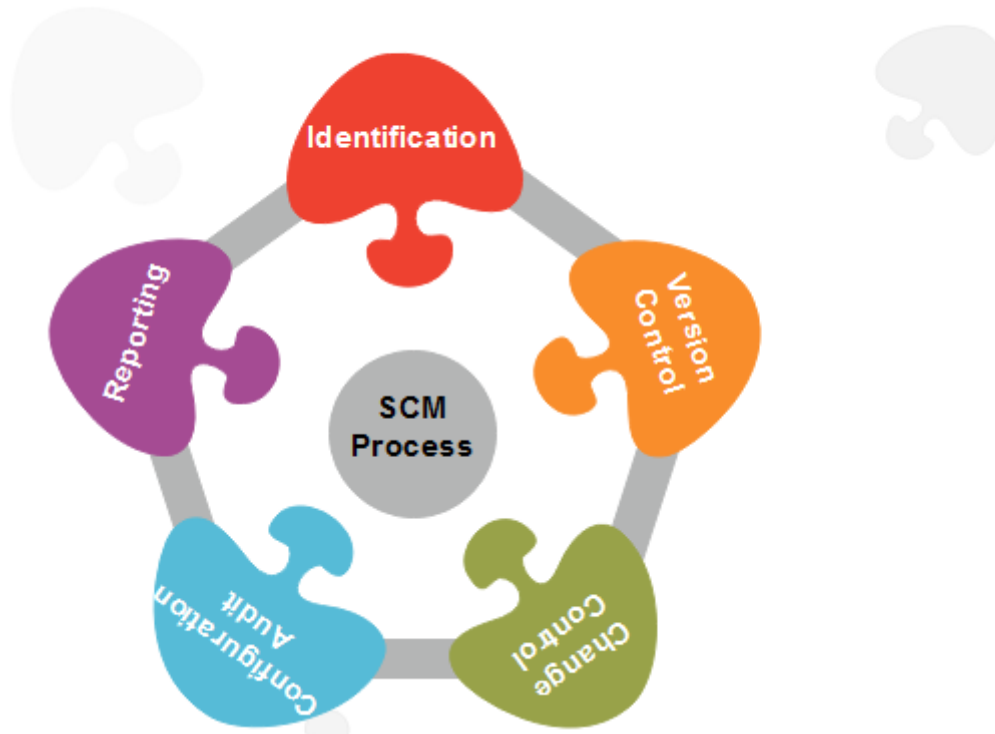 Identification
Version
Control
Change
Control
Configuration
Audit
Reporting
SCM
Process